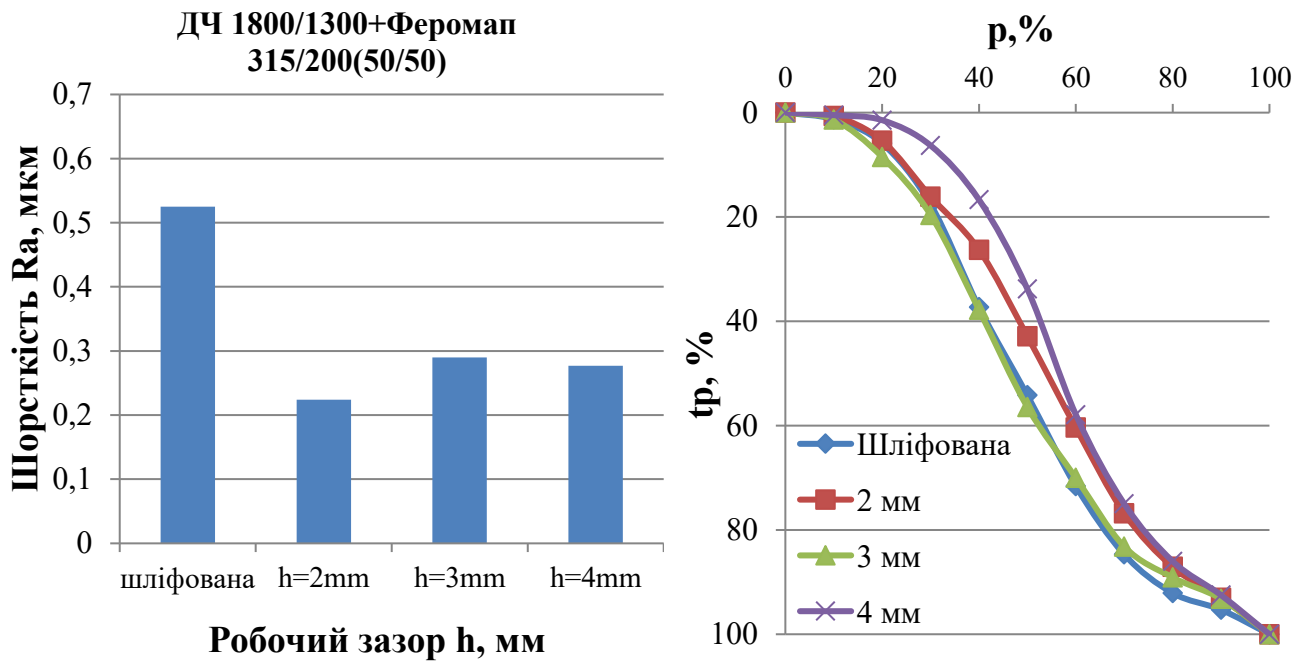 ДЧ 1800/1300+Феромап
315/200(50/50)
Шорсткість Ra, мкм
0,7
0,6
0,5
0,4
0,3
0,2
0,1
0
шліфована h=2mm h=3mm h=4mm
Робочий зазор h, мм
p,%
0 20 40 60 80 100
tp, %
0
20
40
60
80
100
Шліфована
2 мм
3 мм
4 мм